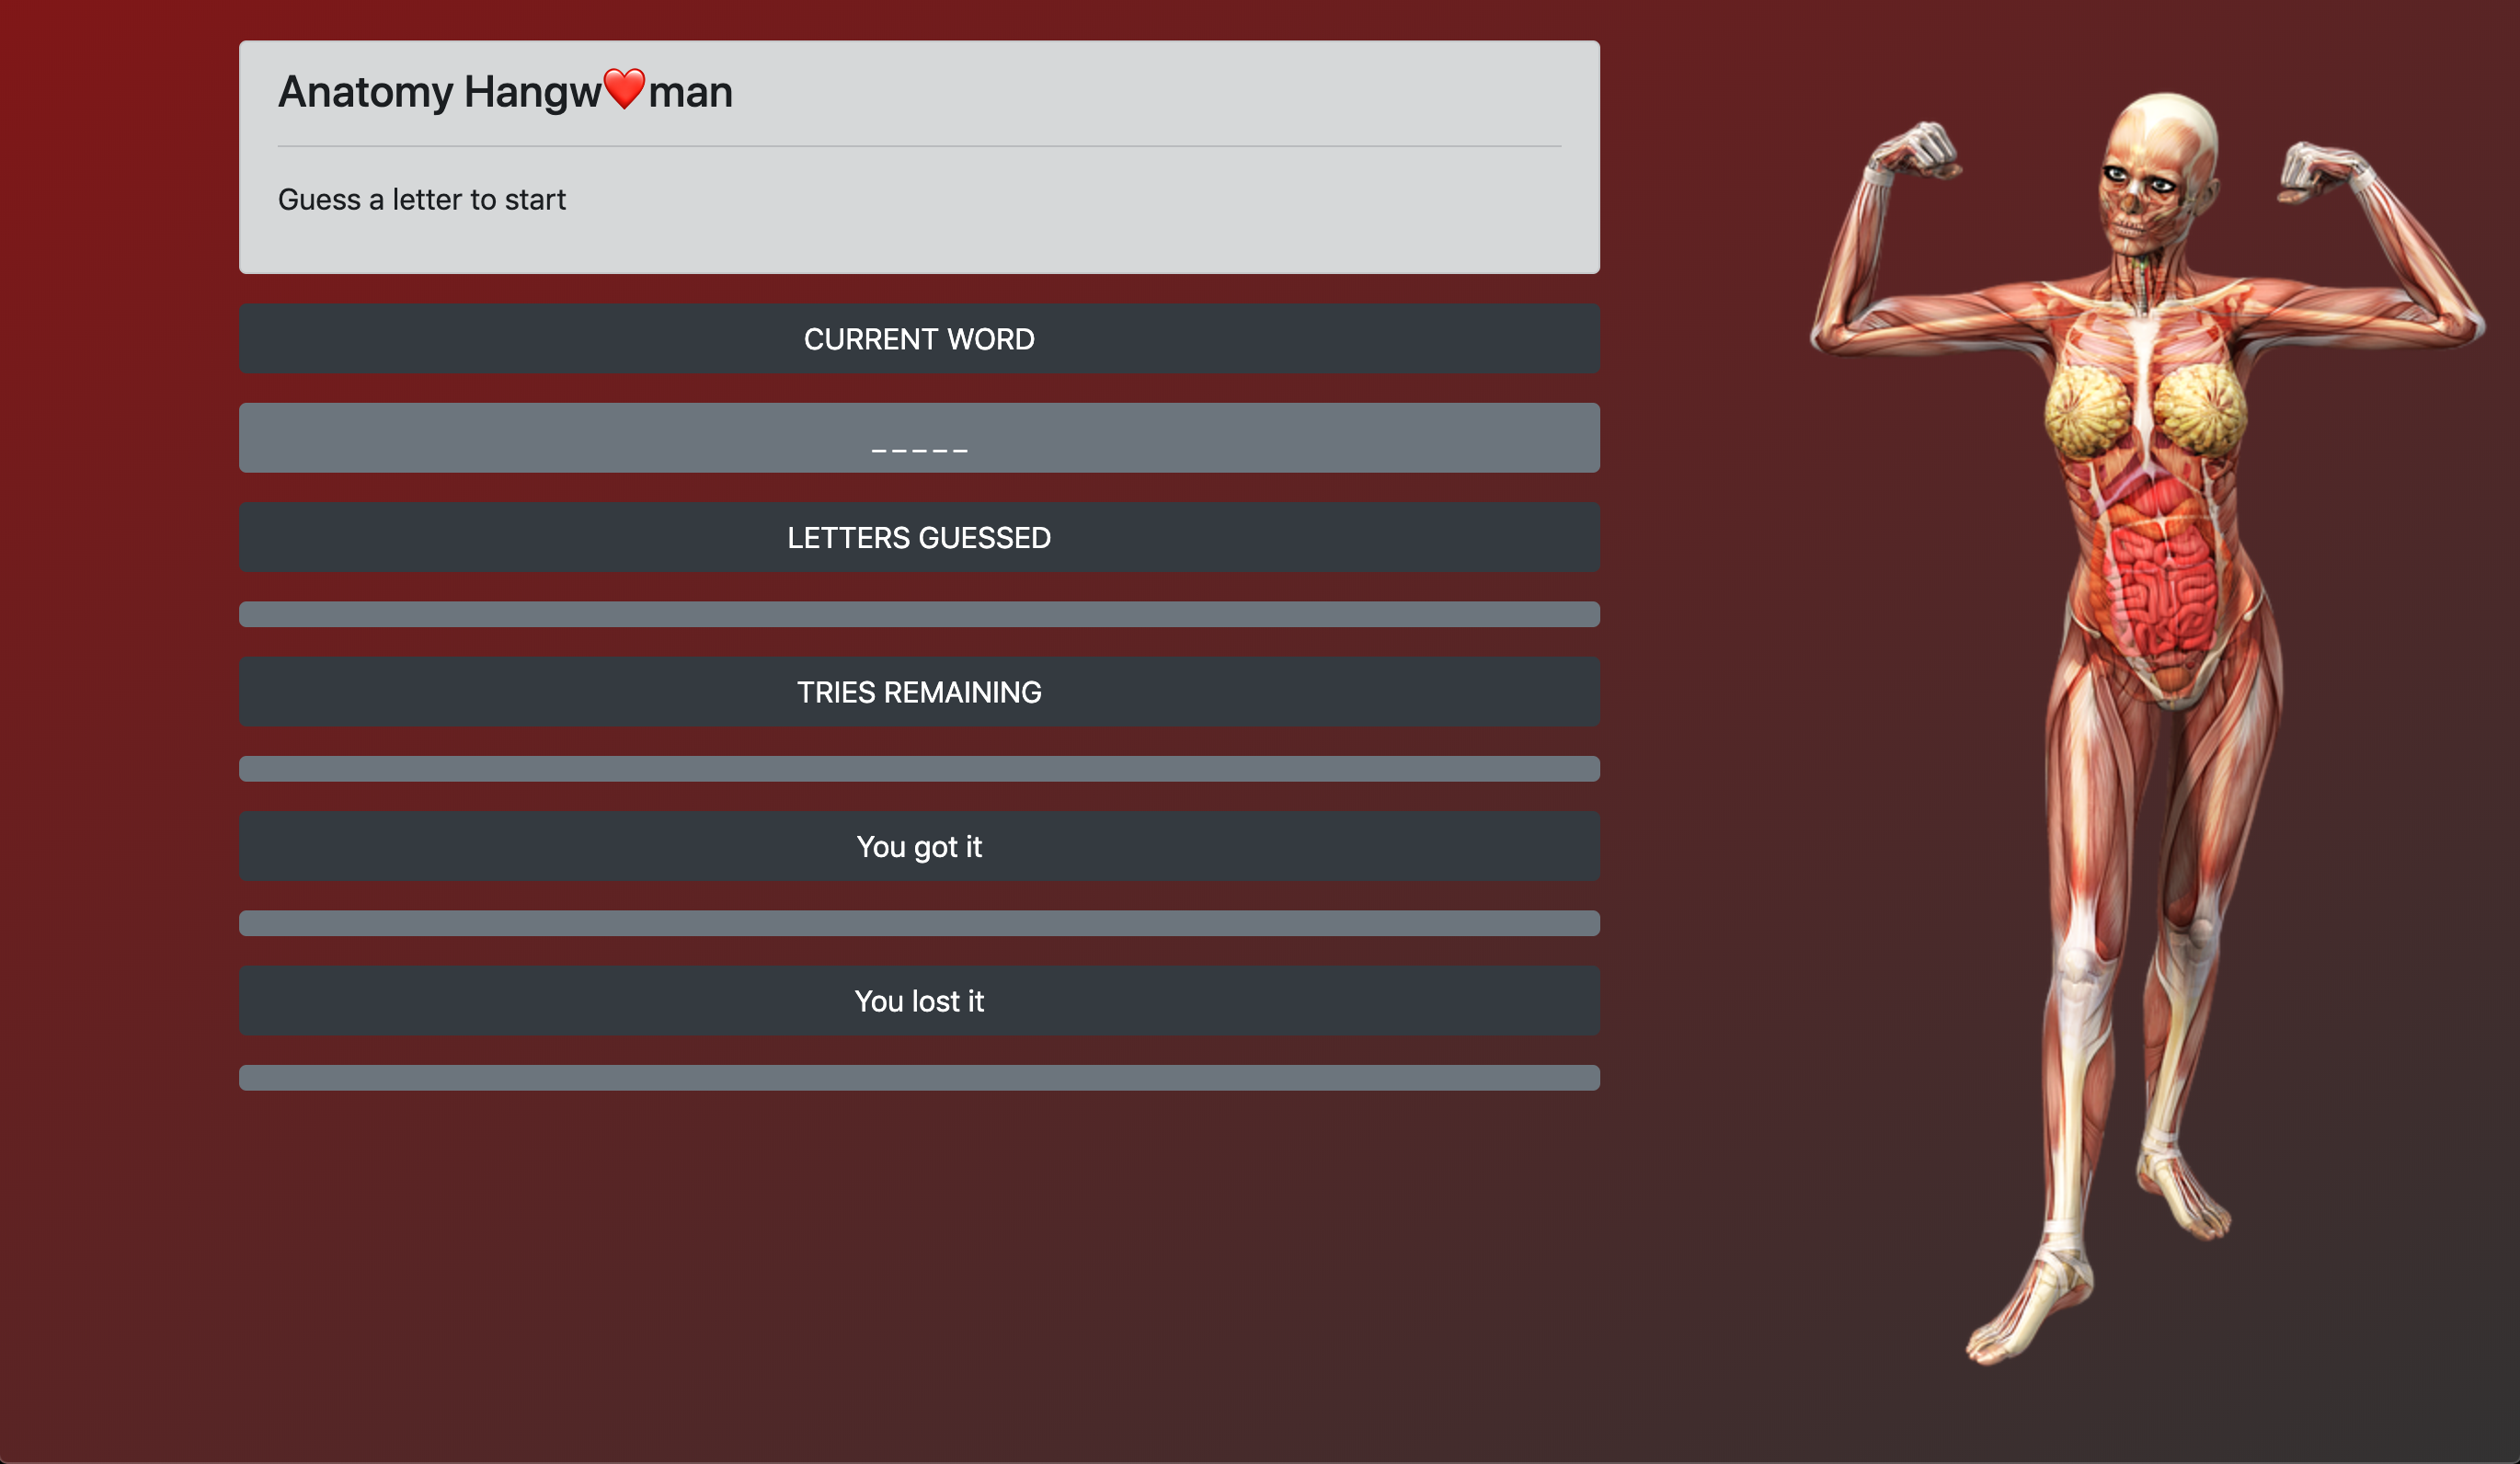 Anatomy Hangw❤️man
Guess a letter to start
CURRENT WORD
_ _ _ _ _
LETTERS GUESSED
TRIES REMAINING
You got it
You lost it